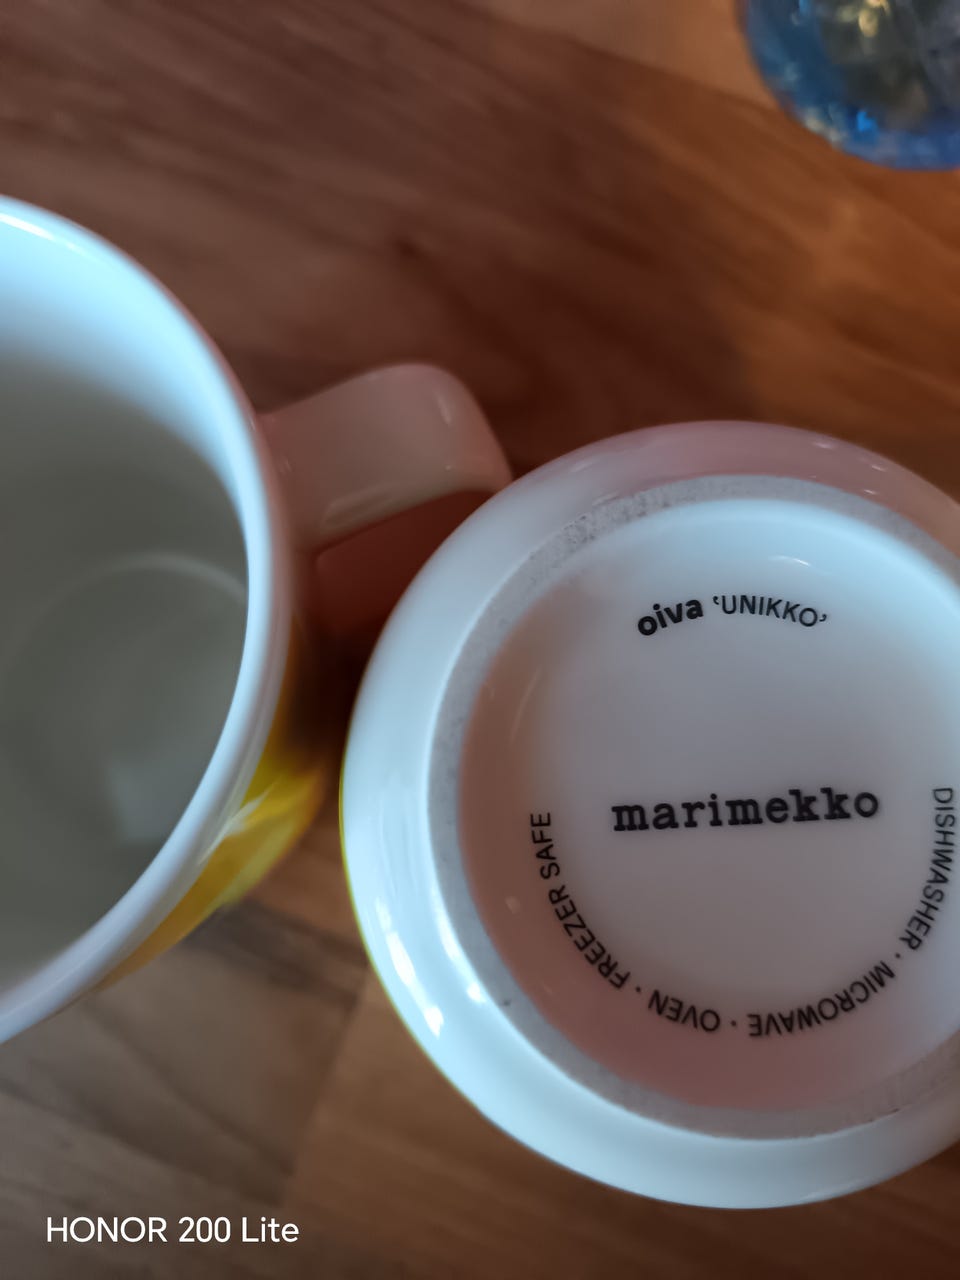 oiva ‘UNIKKO’
marimekko
DISHWASHER · MICROWAVE · OVEN · FREEZER SAFE
HONOR 200 Lite